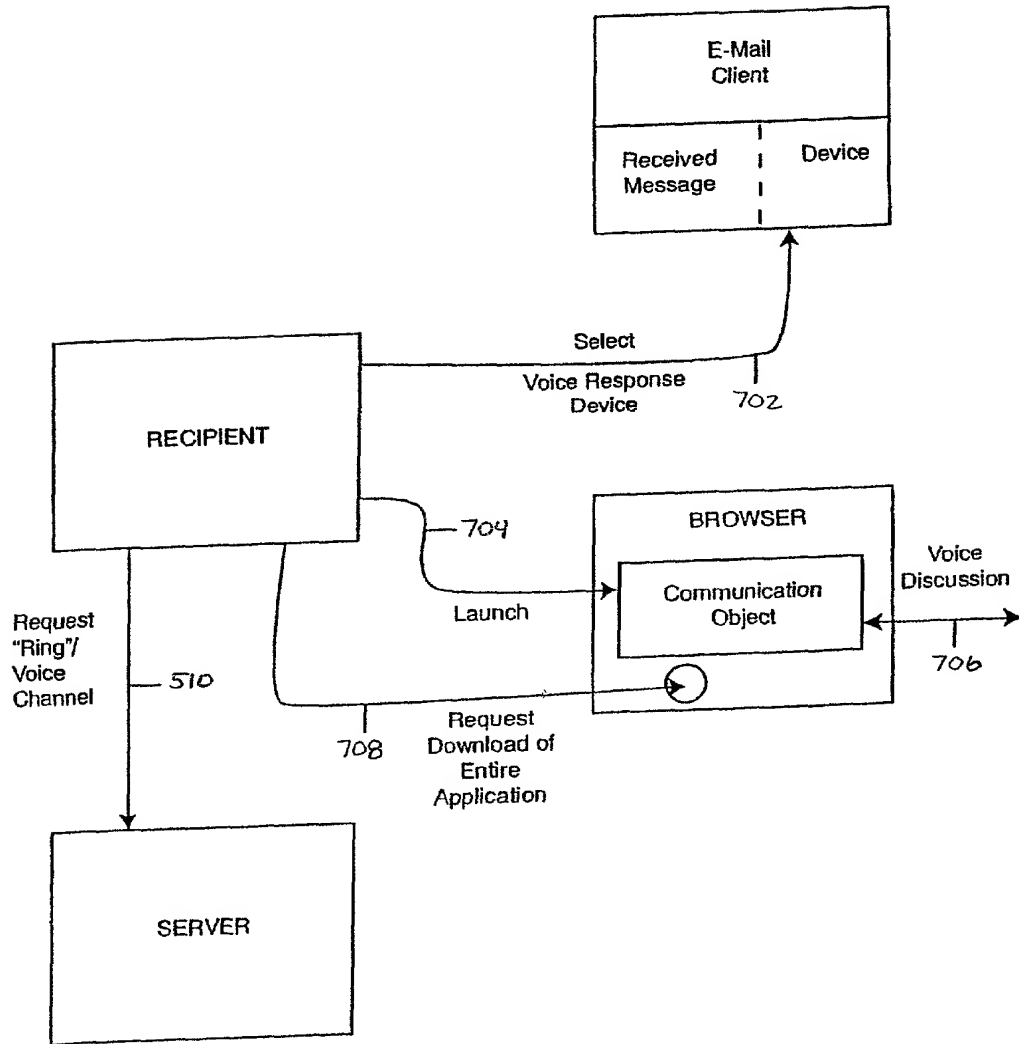 E-Mail
Client
Received
Message
Device
Select
Voice Response
Device
702
RECIPIENT
704
Launch
BROWSER
Communication
Object
Voice
Discussion
706
Request
"Ring"/
Voice
Channel
510
708
Request
Download of
Entire
Application
SERVER